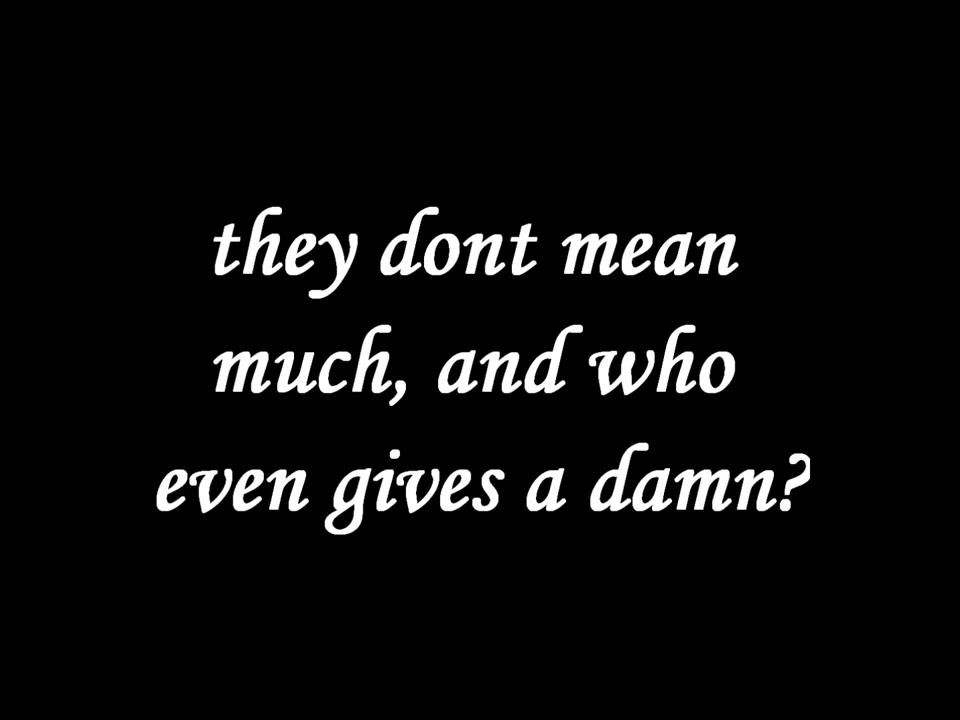 they dont mean
much, and who
even gives a damn?